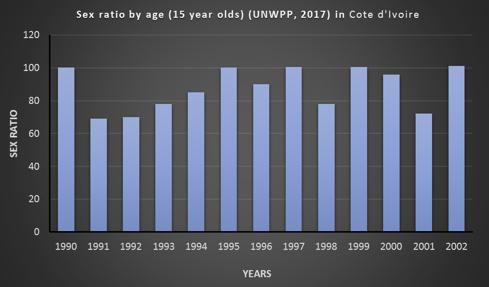 Sex ratio by age (15 year olds) (UNWPP, 2017) in Cote d'Ivoire
120
100
80
60
40
20
0
SEX RATIO
1990 1991 1992 1993 1994 1995 1996 1997 1998 1999 2000 2001 2002
YEARS